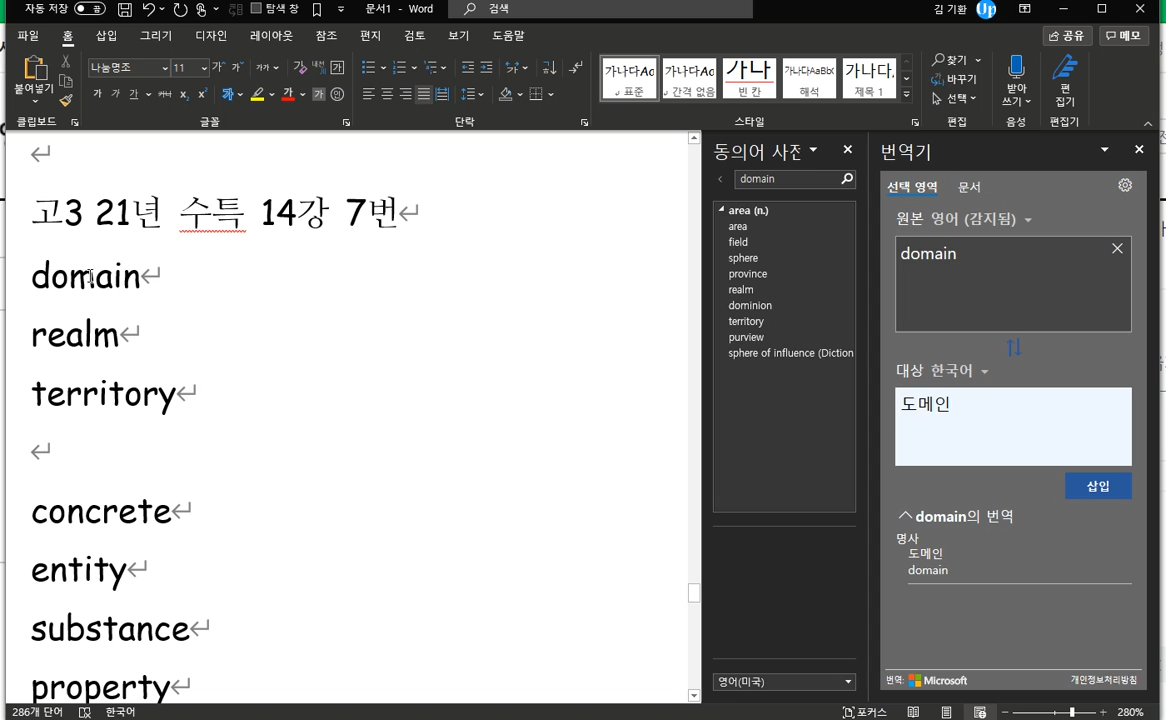 자동 저장 끔
탐색 창
문서1 - Word
검색
김 기환
파일 홈 삽입 그리기 디자인 레이아웃 참조 편지 검토 보기 도움말
공유 메모
붙여넣기
나눔명조 11
가나다Aa 가나다Aa 가나 가나다AaBbC 가나다,
표준 간격 없음 빈 칸 해석 제목 1
찾기
바꾸기
선택
받아
쓰기
편
집기
클립보드 글꼴 단락 스타일 편집 음성 편집기
고3 21년 수특 14강 7번
domain
realm
territory
concrete
entity
substance
property
동의어 사전
domain
area (n.)
area
field
sphere
province
realm
dominion
territory
purview
sphere of influence (Diction
영어(미국)
번역기
선택 영역 문서
원본 영어 (감지됨)
domain
대상 한국어
도메인
삽입
domain의 번역
명사
도메인
domain
번역: Microsoft
개인정보처리방침
286개 단어 한국어
포커스
280%